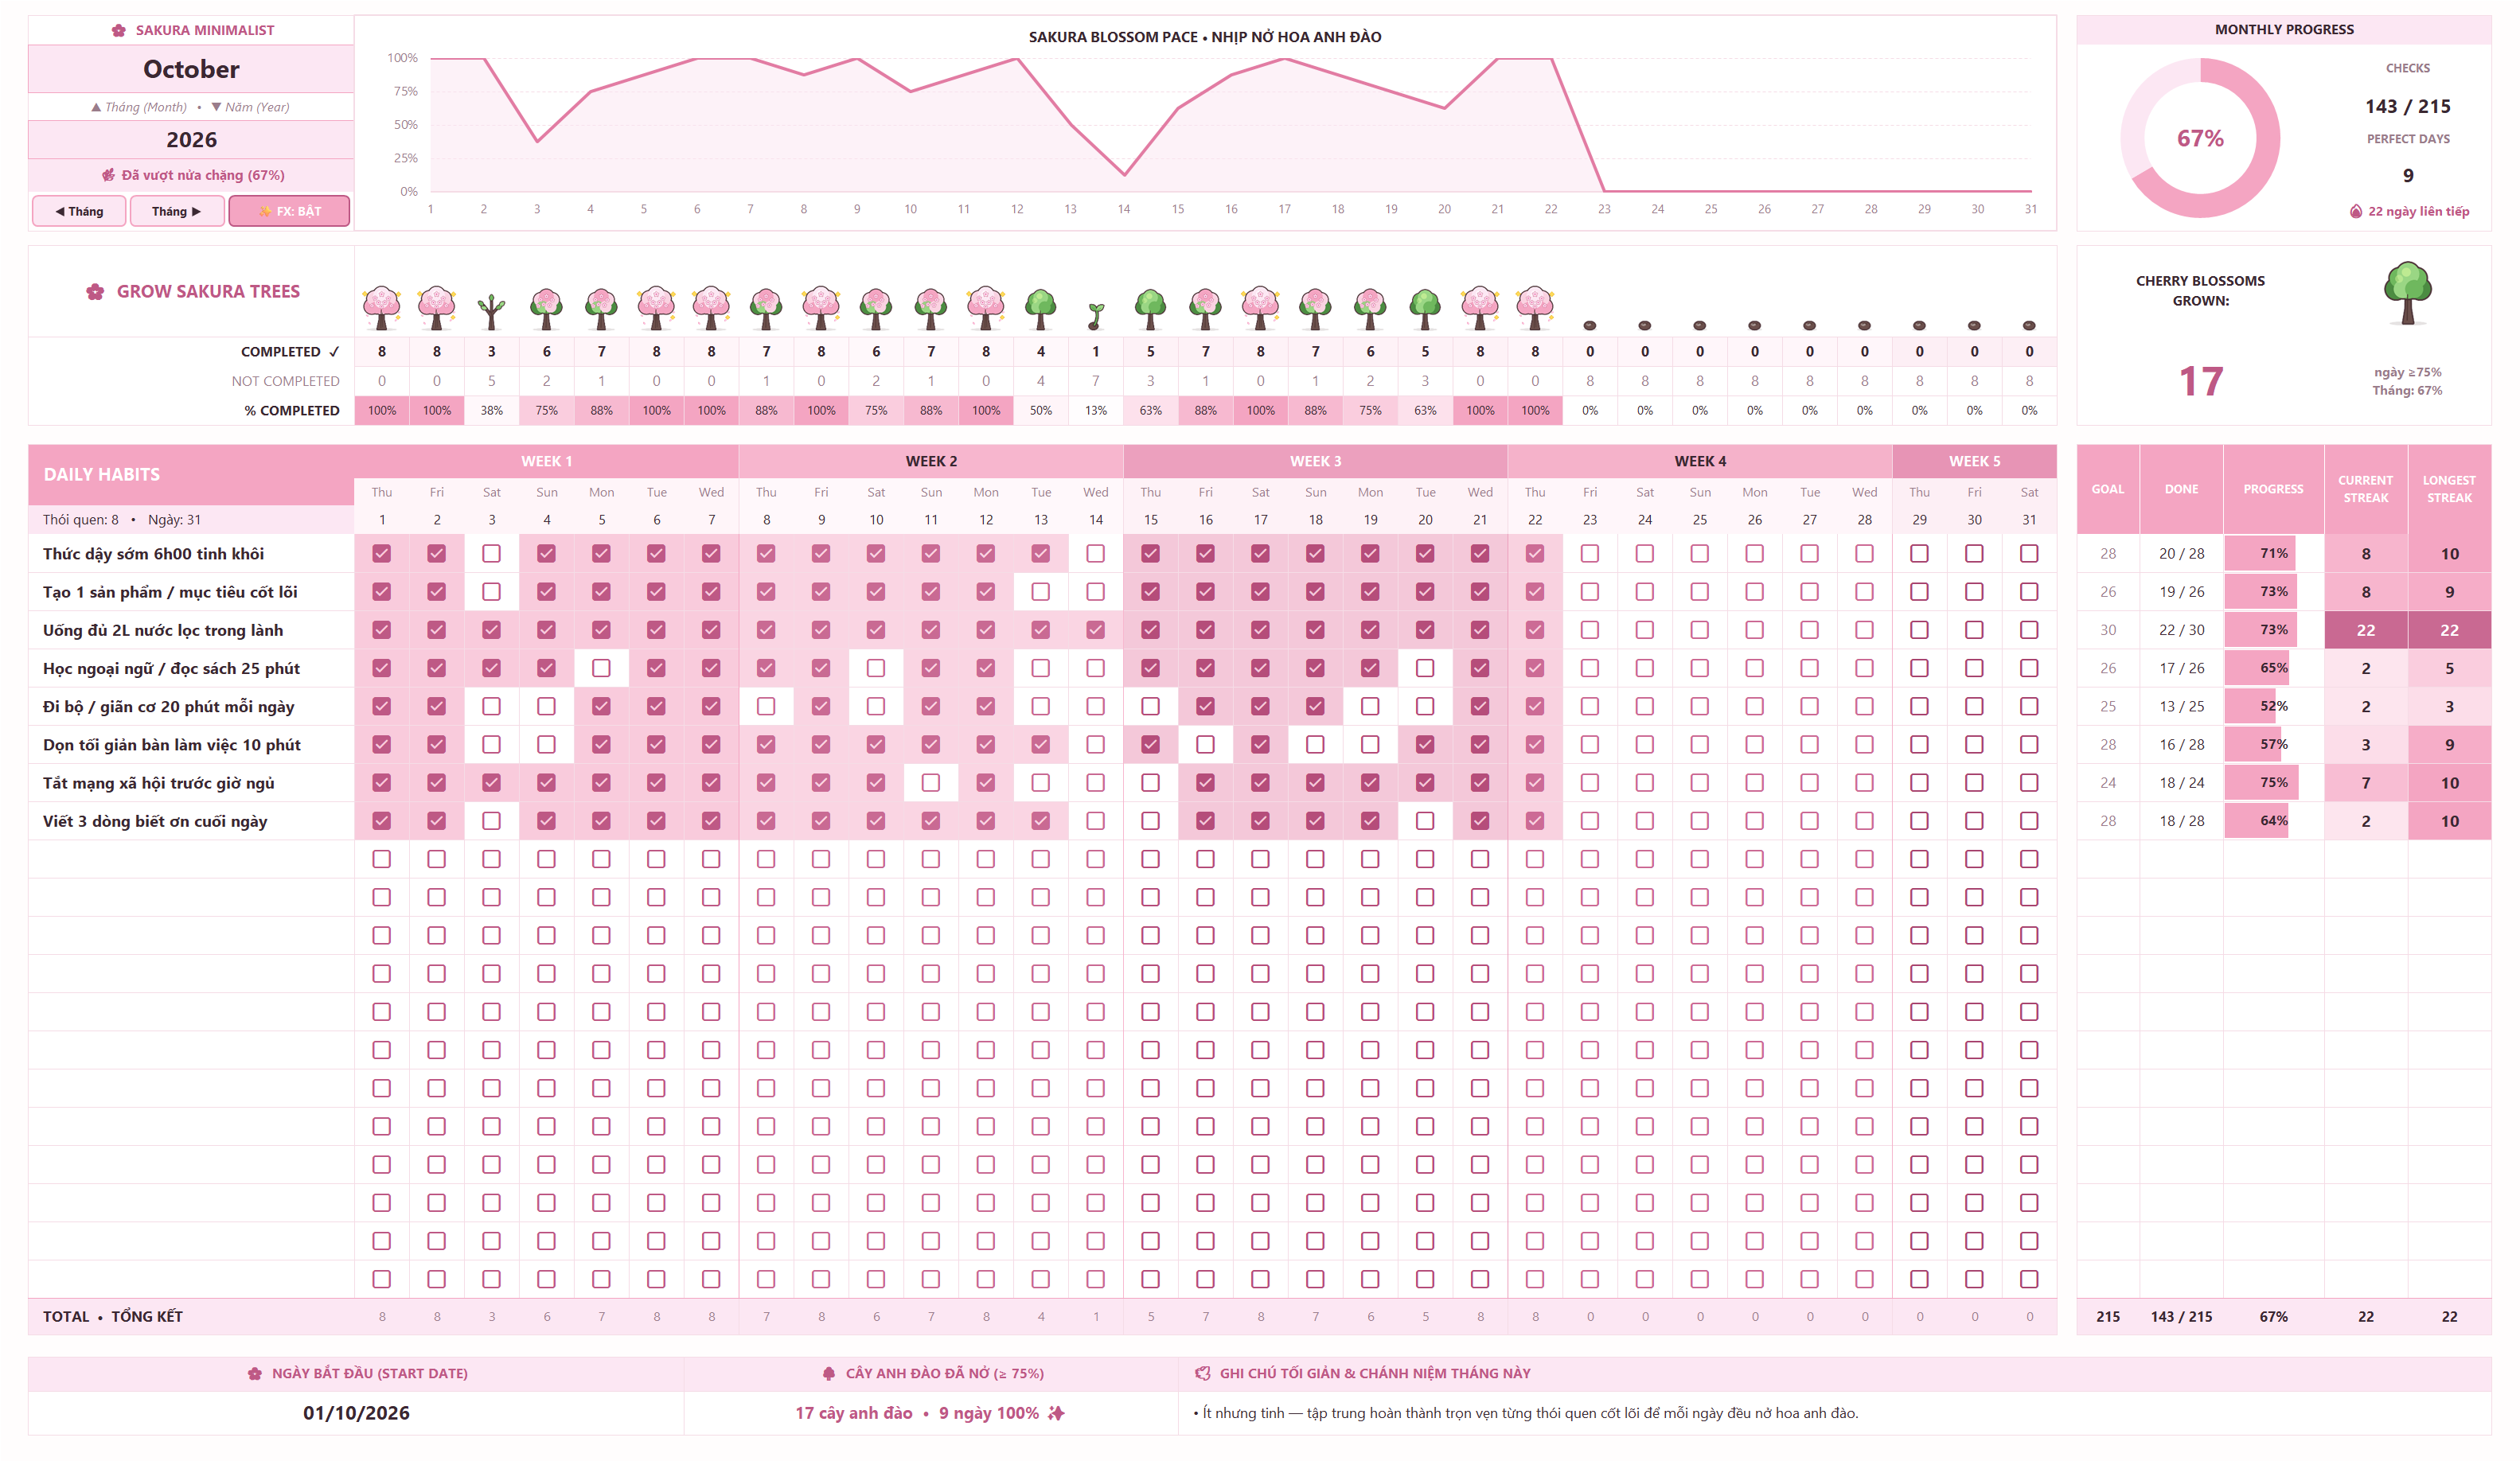 SAKURA MINIMALIST
October
▲ Tháng (Month) • ▼ Năm (Year)
2026
Đã vượt nửa chặng (67%)
◀ Tháng
Tháng ▶
FX: BẬT
SAKURA BLOSSOM PACE • NHỊP NỞ HOA ANH ĐÀO
100%
75%
50%
25%
0%
1 2 3 4 5 6 7 8 9 10 11 12 13 14 15 16 17 18 19 20 21 22 23 24 25 26 27 28 29 30 31
MONTHLY PROGRESS
67%
CHECKS
143 / 215
PERFECT DAYS
9
22 ngày liên tiếp
GROW SAKURA TREES
COMPLETED ✓ 8 8 3 6 7 8 8 7 8 6 7 8 4 1 5 7 8 7 6 5 8 8 0 0 0 0 0 0 0 0 0
NOT COMPLETED 0 0 5 2 1 0 0 1 0 2 1 0 4 7 3 1 0 1 2 3 0 0 8 8 8 8 8 8 8 8 8
% COMPLETED 100% 100% 38% 75% 88% 100% 100% 88% 100% 75% 88% 100% 50% 13% 63% 88% 100% 88% 75% 63% 100% 100% 0% 0% 0% 0% 0% 0% 0% 0% 0%
CHERRY BLOSSOMS
GROWN:
17
ngày ≥75%
Tháng: 67%
DAILY HABITS
WEEK 1 WEEK 2 WEEK 3 WEEK 4 WEEK 5
Thu Fri Sat Sun Mon Tue Wed Thu Fri Sat Sun Mon Tue Wed Thu Fri Sat Sun Mon Tue Wed Thu Fri Sat Sun Mon Tue Wed Thu Fri Sat
Thói quen: 8 • Ngày: 31
1 2 3 4 5 6 7 8 9 10 11 12 13 14 15 16 17 18 19 20 21 22 23 24 25 26 27 28 29 30 31
GOAL DONE PROGRESS CURRENT STREAK LONGEST STREAK
Thức dậy sớm 6h00 tinh khôi 28 20 / 28 71% 8 10
Tạo 1 sản phẩm / mục tiêu cốt lõi 26 19 / 26 73% 8 9
Uống đủ 2L nước lọc trong lành 30 22 / 30 73% 22 22
Học ngoại ngữ / đọc sách 25 phút 26 17 / 26 65% 2 5
Đi bộ / giãn cơ 20 phút mỗi ngày 25 13 / 25 52% 2 3
Dọn tối giản bàn làm việc 10 phút 28 16 / 28 57% 3 9
Tắt mạng xã hội trước giờ ngủ 24 18 / 24 75% 7 10
Viết 3 dòng biết ơn cuối ngày 28 18 / 28 64% 2 10
TOTAL • TỔNG KẾT 8 8 3 6 7 8 8 7 8 6 7 8 4 1 5 7 8 7 6 5 8 8 0 0 0 0 0 0 0 0 0 215 143 / 215 67% 22 22
NGÀY BẮT ĐẦU (START DATE)
01/10/2026
CÂY ANH ĐÀO ĐÃ NỞ (≥ 75%)
17 cây anh đào • 9 ngày 100%
GHI CHÚ TỐI GIẢN & CHÁNH NIỆM THÁNG NÀY
• Ít nhưng tinh — tập trung hoàn thành trọn vẹn từng thói quen cốt lõi để mỗi ngày đều nở hoa anh đào.